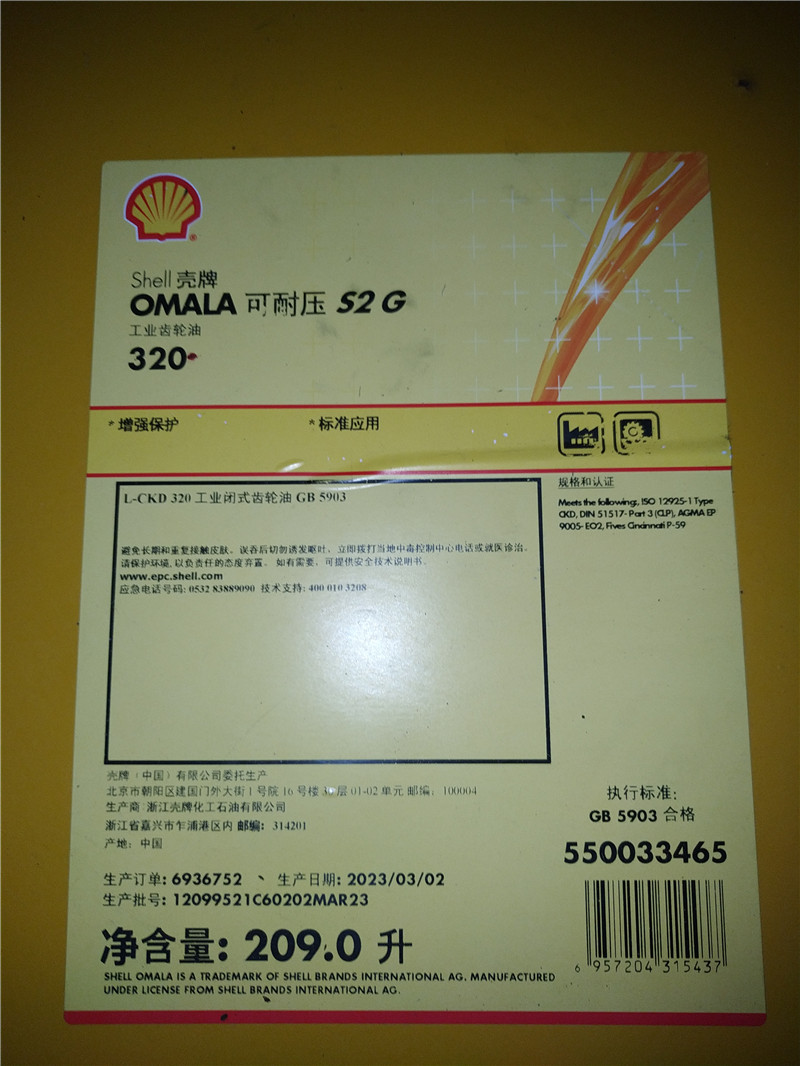 Shell 壳牌
OMALA 可耐压 S2 G
工业齿轮油
320
*增强保护
*标准应用
规格和认证
Meets the following:, ISO 12925-1 Type
CKD, DIN 51517- Part 3 (CLP), AGMA EP
9005- EO2, Fives Cincinnati P-59
L-CKD 320 工业闭式齿轮油 GB 5903
避免长期和重复接触皮肤。误吞后切勿诱发呕吐。立即拨打当地中毒控制中心电话或就医诊治。
请保护环境,以负责任的态度弃置。 如有需要，可提供安全技术说明书。
www.epc.shell.com
应急电话号码: 0532 83889090 技术支持: 400 010 3208
壳牌（中国）有限公司委托生产
北京市朝阳区建国门外大街1号院 16 号楼 层 01-02 单元 邮编：100004
生产商 浙江壳牌化工石油有限公司
浙江省嘉兴市乍浦港区内 邮编：314201
产地：中国
执行标准:
GB 5903 合格
550033465
生产订单: 6936752 、 生产日期: 2023/03/02
生产批号: 12099521C60202MAR23
净含量: 209.0 升
SHELL OMALA IS A TRADEMARK OF SHELL BRANDS INTERNATIONAL AG. MANUFACTURED
UNDER LICENSE FROM SHELL BRANDS INTERNATIONAL AG.
6 957204 315437